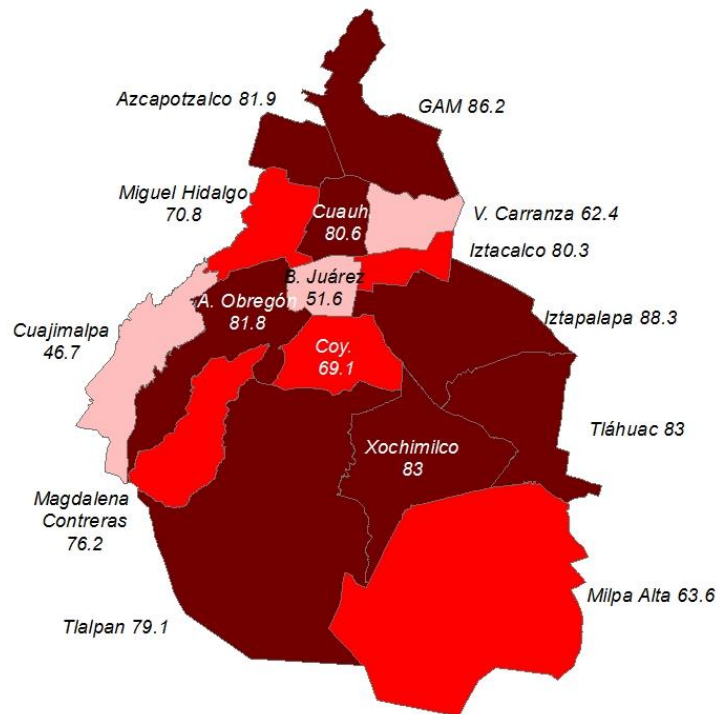 Azcapotzalco 81.9
GAM 86.2
Miguel Hidalgo
70.8
Cuauh.
80.6
V. Carranza 62.4
Iztacalco 80.3
B. Juárez
51.6
A. Obregón
81.8
Iztapalapa 88.3
Cuajimalpa
46.7
Coy.
69.1
Tláhuac 83
Xochimilco
83
Magdalena
Contreras
76.2
Milpa Alta 63.6
Tlalpan 79.1